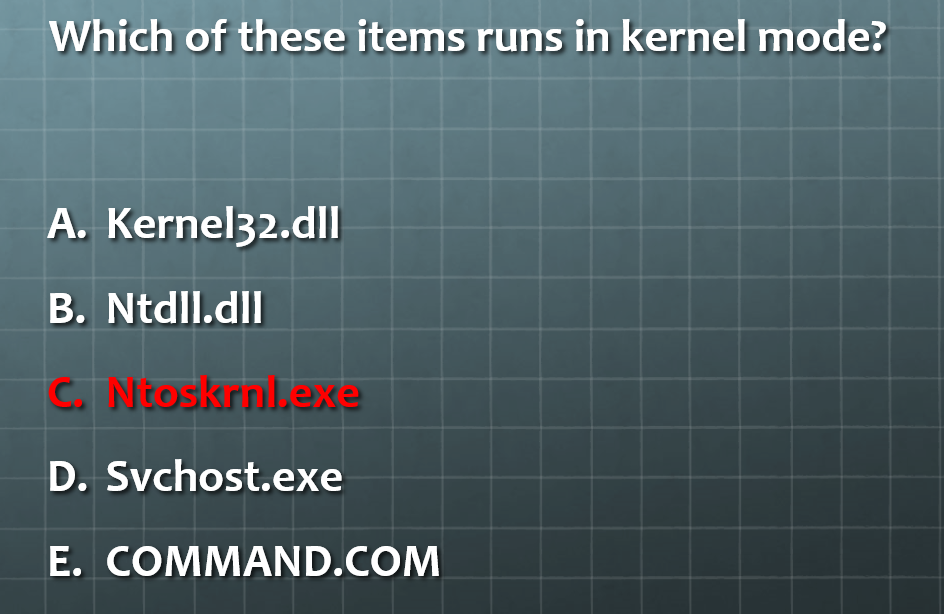 Which of these items runs in kernel mode?
A. Kernel32.dll
B. Ntdll.dll
C. Ntoskrnl.exe
D. Svchost.exe
E. COMMAND.COM